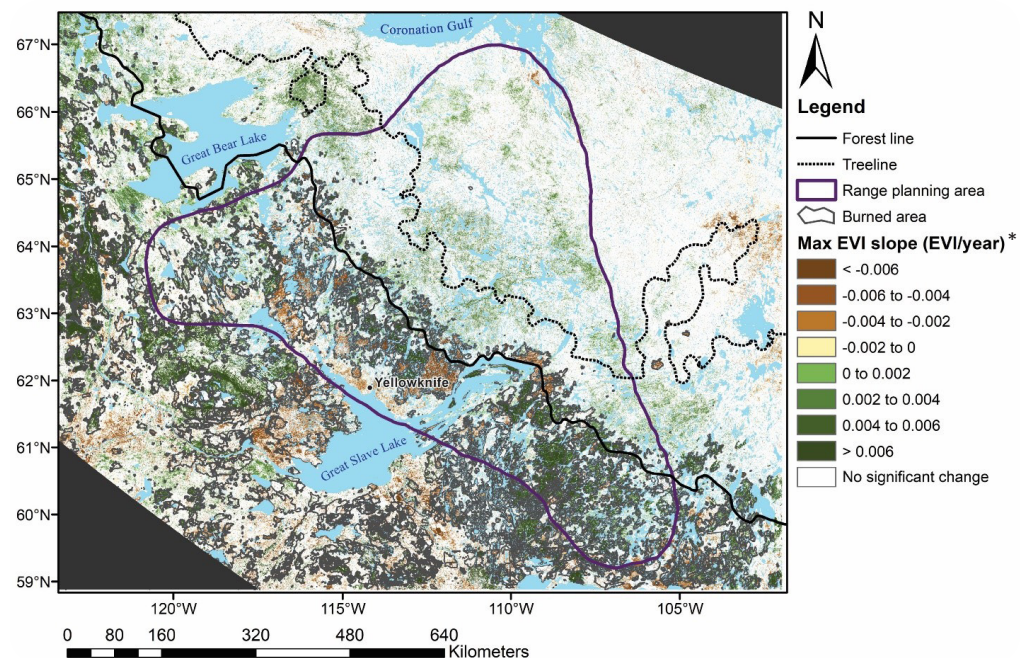 Coronation Gulf
67°N
66°N
65°N
64°N
63°N
62°N
61°N
60°N
59°N
Great Bear Lake
Yellowknife
Great Slave Lake
120°W
115°W
110°W
105°W
0 80 160 320 480 640
Kilometers
N
Legend
Forest line
Treeline
Range planning area
Burned area
Max EVI slope (EVI/year)*
< -0.006
-0.006 to -0.004
-0.004 to -0.002
-0.002 to 0
0 to 0.002
0.002 to 0.004
0.004 to 0.006
> 0.006
No significant change